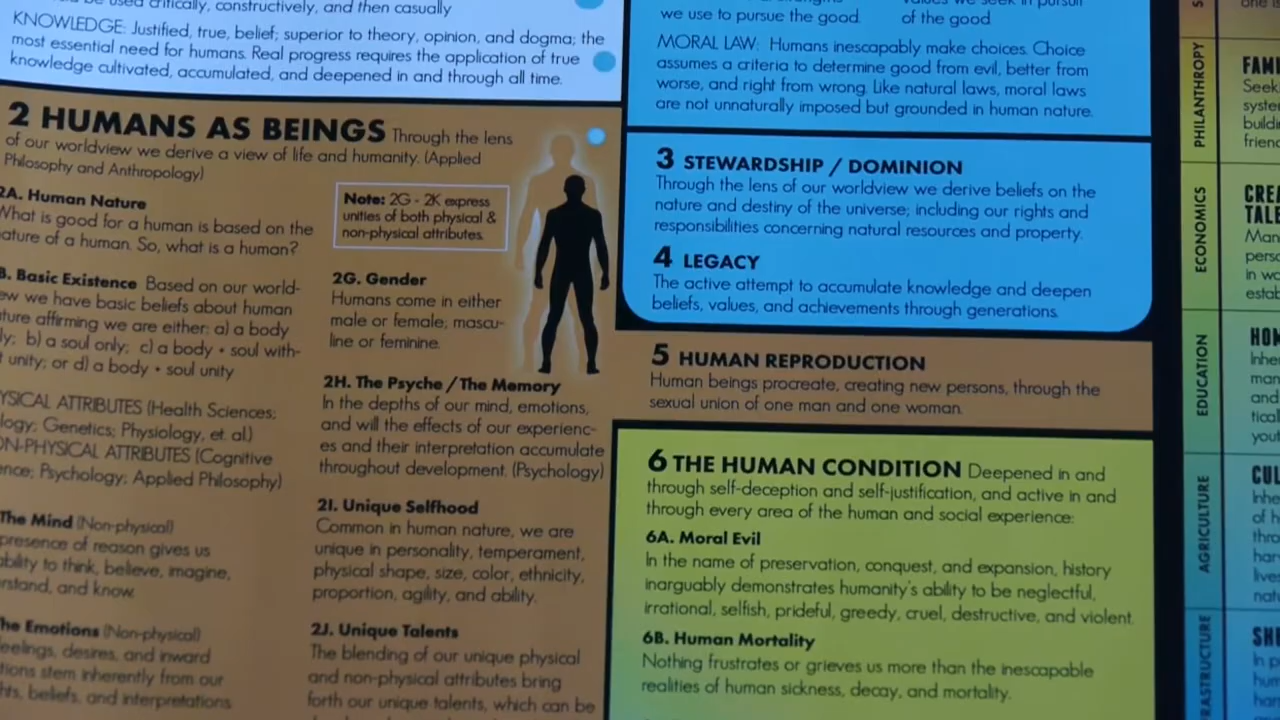 constructively, and then casually
KNOWLEDGE: Justified, true, belief; superior to theory, opinion, and dogma; the
most essential need for humans. Real progress requires the application of true
knowledge cultivated, accumulated, and deepened in and through all time.
2 HUMANS AS BEINGS Through the lens
of our worldview we derive a view of life and humanity. (Applied
Philosophy and Anthropology)
2A. Human Nature
What is good for a human is based on the
nature of a human. So, what is a human?
B. Basic Existence Based on our world-
we have basic beliefs about human
affirming we are either: a) a body
b) a soul only; c) a body • soul with-
unity; or d) a body • soul unity
ATTRIBUTES (Health Sciences;
Genetics; Physiology, et. al)
NON-PHYSICAL ATTRIBUTES (Cognitive
Psychology; Applied Philosophy)
The Mind (Non-physical)
presence of reason gives us
ability to think, believe, imagine,
and know.
The Emotions (Non-physical)
feelings, desires, and inward
stem inherently from our
beliefs, and interpretations
Note: 2G - 2K express
unities of both physical &
non-physical attributes.
2G. Gender
Humans come in either
male or female, mascu-
line or feminine.
2H. The Psyche / The Memory
In the depths of our mind, emotions,
and will the effects of our experienc-
es and their interpretation accumulate
throughout development. (Psychology)
2I. Unique Selfhood
Common in human nature, we are
unique in personality, temperament,
physical shape, size, color, ethnicity,
proportion, agility, and ability.
2J. Unique Talents
The blending of our unique physical
and non-physical attributes bring
forth our unique talents, which can be
we use to pursue the good.
values we seek in pursuit
of the good
MORAL LAW: Humans inescapably make choices. Choice
assumes a criteria to determine good from evil, better from
worse, and right from wrong. Like natural laws, moral laws
are not unnaturally imposed but grounded in human nature.
3 STEWARDSHIP / DOMINION
Through the lens of our worldview we derive beliefs on the
nature and destiny of the universe; including our rights and
responsibilities concerning natural resources and property.
4 LEGACY
The active attempt to accumulate knowledge and deepen
beliefs, values, and achievements through generations.
5 HUMAN REPRODUCTION
Human beings procreate, creating new persons, through the
sexual union of one man and one woman.
6 THE HUMAN CONDITION Deepened in and
through self-deception and self-justification, and active in and
through every area of the human and social experience:
6A. Moral Evil
In the name of preservation, conquest, and expansion, history
inarguably demonstrates humanity's ability to be neglectful,
irrational, selfish, prideful, greedy, cruel, destructive, and violent.
6B. Human Mortality
Nothing frustrates or grieves us more than the inescapable
realities of human sickness, decay, and mortality.
PHILANTHROPY
ECONOMICS
EDUCATION
AGRICULTURE